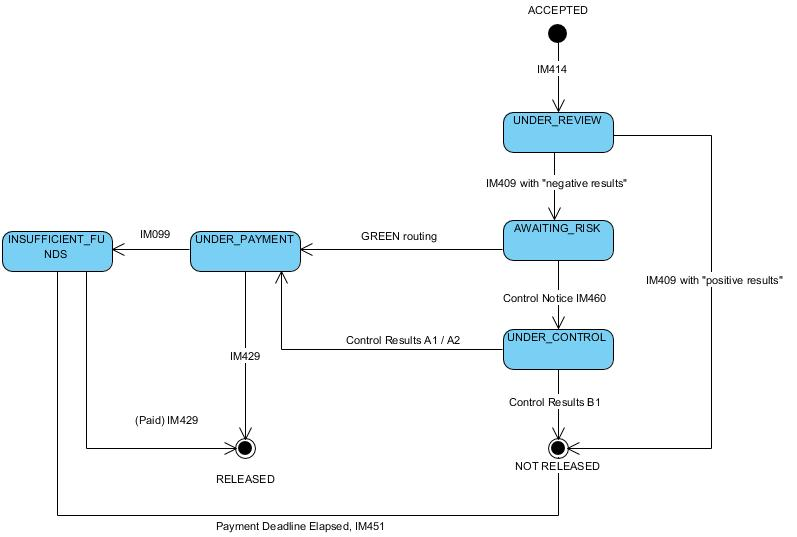 ACCEPTED
IM414
UNDER_REVIEW
IM409 with "negative results"
AWAITING_RISK
INSUFFICIENT_FU
NDS
IM099
UNDER_PAYMENT
GREEN routing
IM409 with "positive results"
Control Notice IM460
UNDER_CONTROL
Control Results A1 / A2
IM429
Control Results B1
(Paid) IM429
RELEASED
NOT RELEASED
Payment Deadline Elapsed, IM451